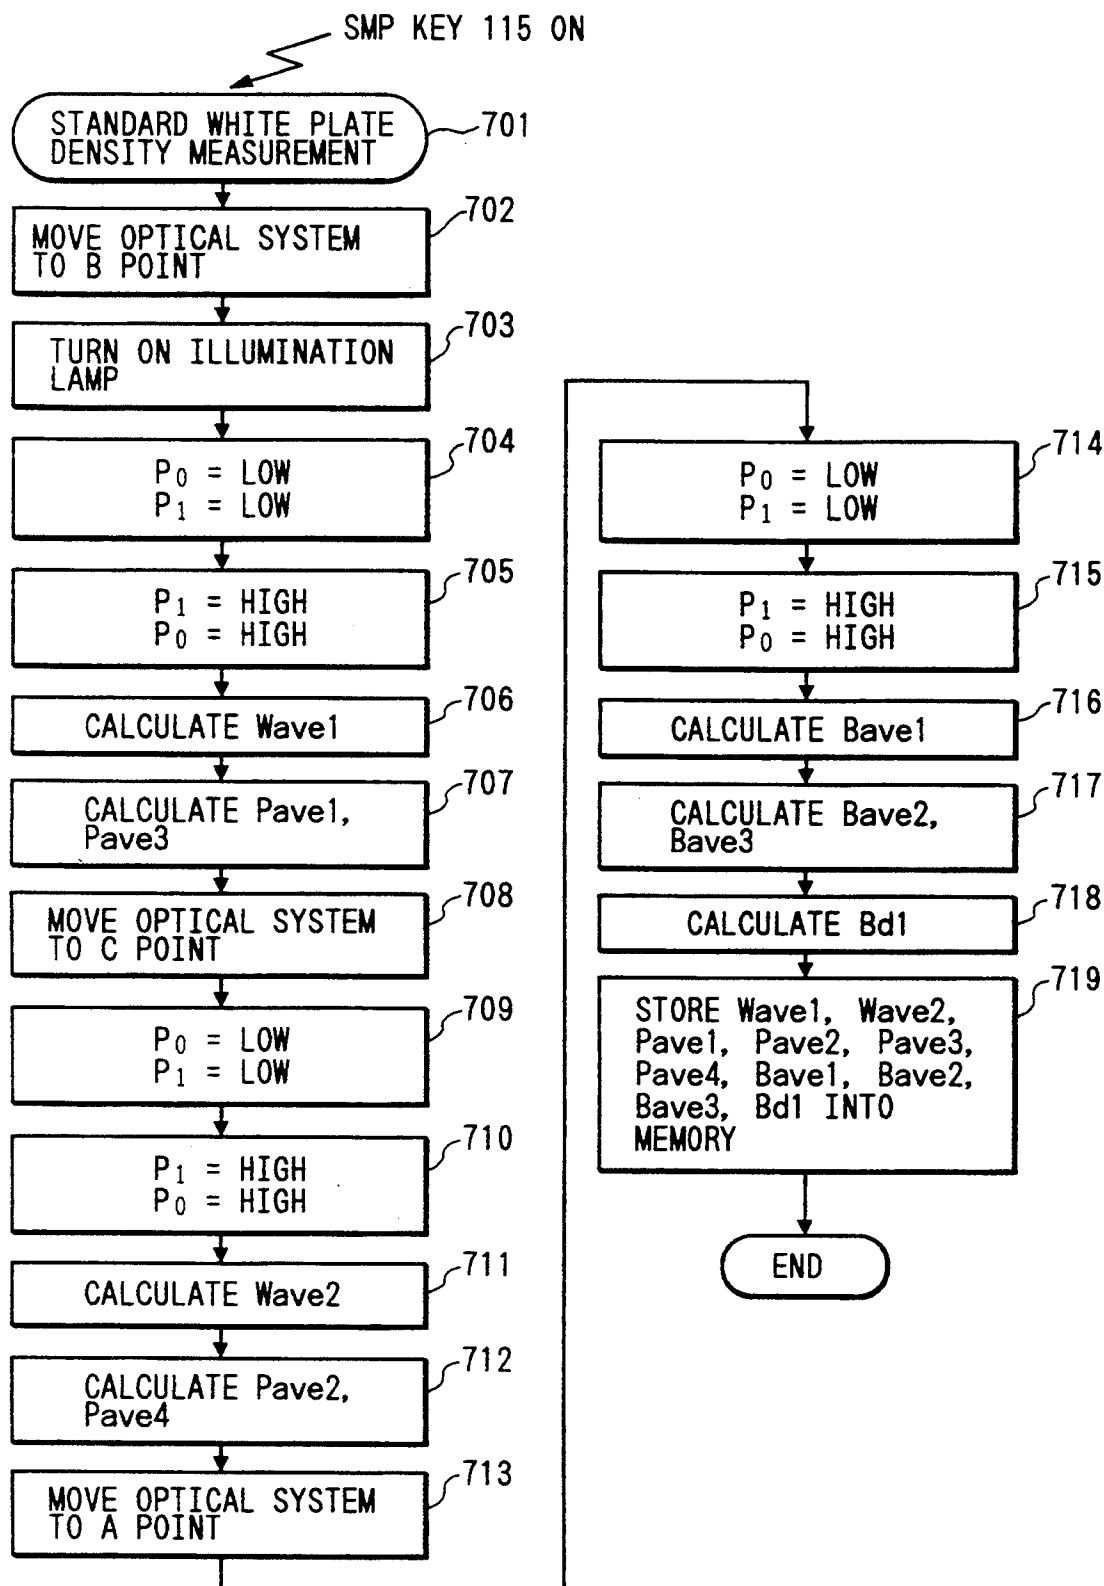 SMP KEY 115 ON
STANDARD WHITE PLATE
DENSITY MEASUREMENT
701
702
MOVE OPTICAL SYSTEM
TO B POINT
703
TURN ON ILLUMINATION
LAMP
704
P0 = LOW
P1 = LOW
705
P1 = HIGH
P0 = HIGH
706
CALCULATE Wave1
707
CALCULATE Pave1,
Pave3
708
MOVE OPTICAL SYSTEM
TO C POINT
709
P0 = LOW
P1 = LOW
710
P1 = HIGH
P0 = HIGH
711
CALCULATE Wave2
712
CALCULATE Pave2,
Pave4
713
MOVE OPTICAL SYSTEM
TO A POINT
714
P0 = LOW
P1 = LOW
715
P1 = HIGH
P0 = HIGH
716
CALCULATE Bave1
717
CALCULATE Bave2,
Bave3
718
CALCULATE Bd1
719
STORE Wave1, Wave2,
Pave1, Pave2, Pave3,
Pave4, Bave1, Bave2,
Bave3, Bd1 INTO
MEMORY
END